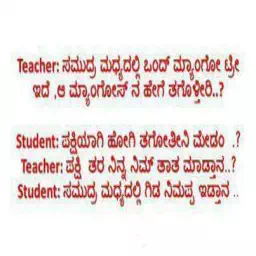 Teacher: ಸಮುದ್ರ ಮಧ್ಯದಲ್ಲಿ ಒಂದ್ ಮ್ಯಾಂಗೋ ಟ್ರೀ
ಇದೆ ,ಆ ಮ್ಯಾಂಗೋಸ್ ನ ಹೇಗೆ ತಗೊಳ್ತೀರಿ..?
Student: ಪಕ್ಷಿಯಾಗಿ ಹೋಗಿ ತಗೋತೀನಿ ಮೇಡಂ .?
Teacher: ಪಕ್ಷಿ ತರ ನಿನ್ನ ನಿಮ್ ತಾತ ಮಾಡ್ತಾನ..?
Student: ಸಮುದ್ರ ಮಧ್ಯದಲ್ಲಿ ಗಿಡ ನಿಮಪ್ಪ ಇಡ್ತಾನ ..